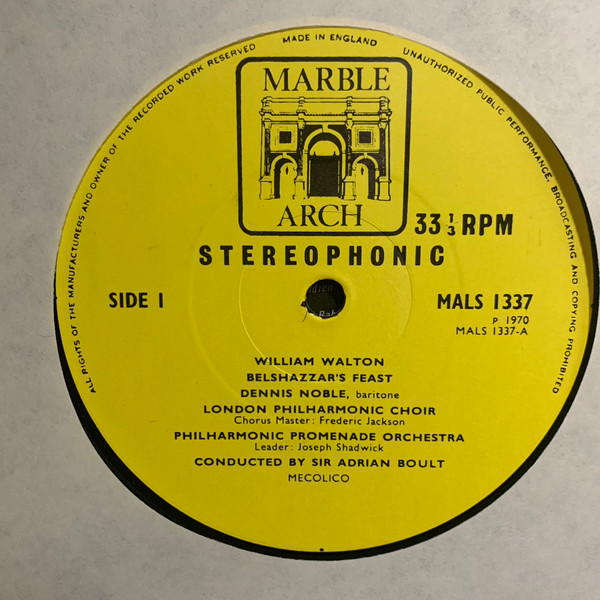 ALL RIGHTS OF THE MANUFACTURERS AND OWNER OF THE RECORDED WORK RESERVED
MADE IN ENGLAND
UNAUTHORIZED PUBLIC PERFORMANCE, BROADCASTING AND COPYING PROHIBITED
MARBLE
ARCH
33 1/3 RPM
STEREOPHONIC
SIDE 1
MALS 1337
P 1970
MALS 1337-A
WILLIAM WALTON
BELSHAZZAR'S FEAST
DENNIS NOBLE, baritone
LONDON PHILHARMONIC CHOIR
Chorus Master: Frederic Jackson
PHILHARMONIC PROMENADE ORCHESTRA
Leader: Joseph Shadwick
CONDUCTED BY SIR ADRIAN BOULT
MECOLICO